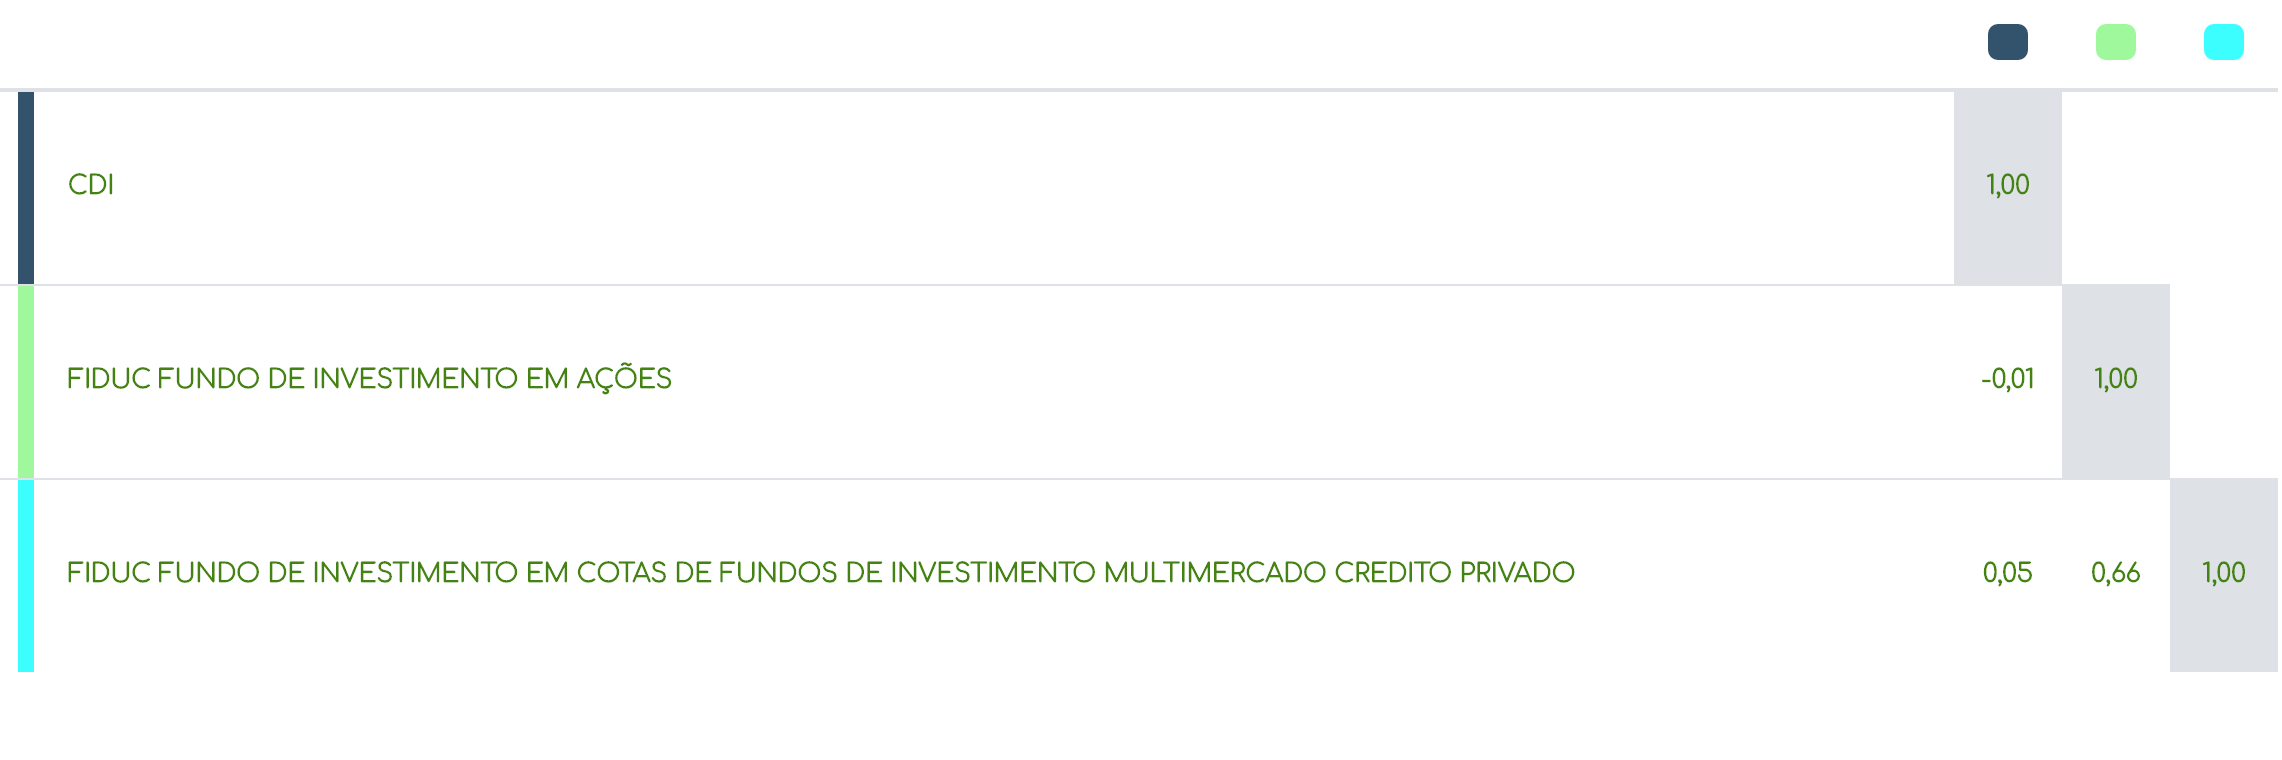 CDI 1,00
FIDUC FUNDO DE INVESTIMENTO EM AÇÕES -0,01 1,00
FIDUC FUNDO DE INVESTIMENTO EM COTAS DE FUNDOS DE INVESTIMENTO MULTIMERCADO CREDITO PRIVADO 0,05 0,66 1,00